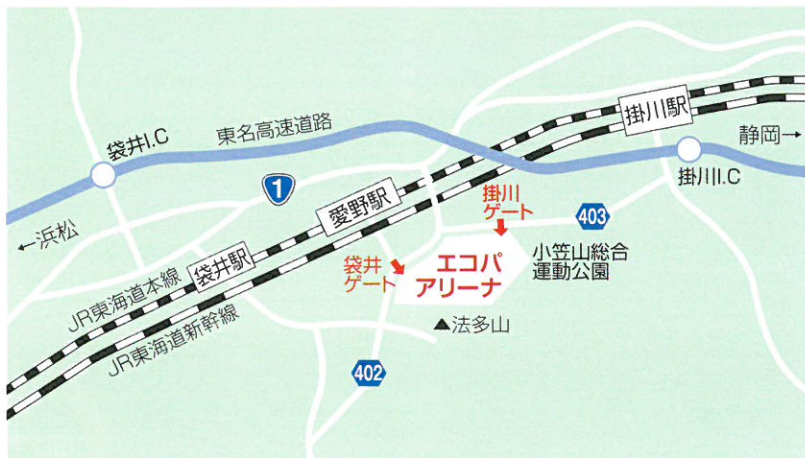 袋井I.C
東名高速道路
掛川駅
静岡→
掛川I.C
1
愛野駅
掛川
ゲート
403
←浜松
袋井駅
袋井
ゲート
エコパ
アリーナ
小笠山総合
運動公園
JR東海道本線
JR東海道新幹線
▲法多山
402